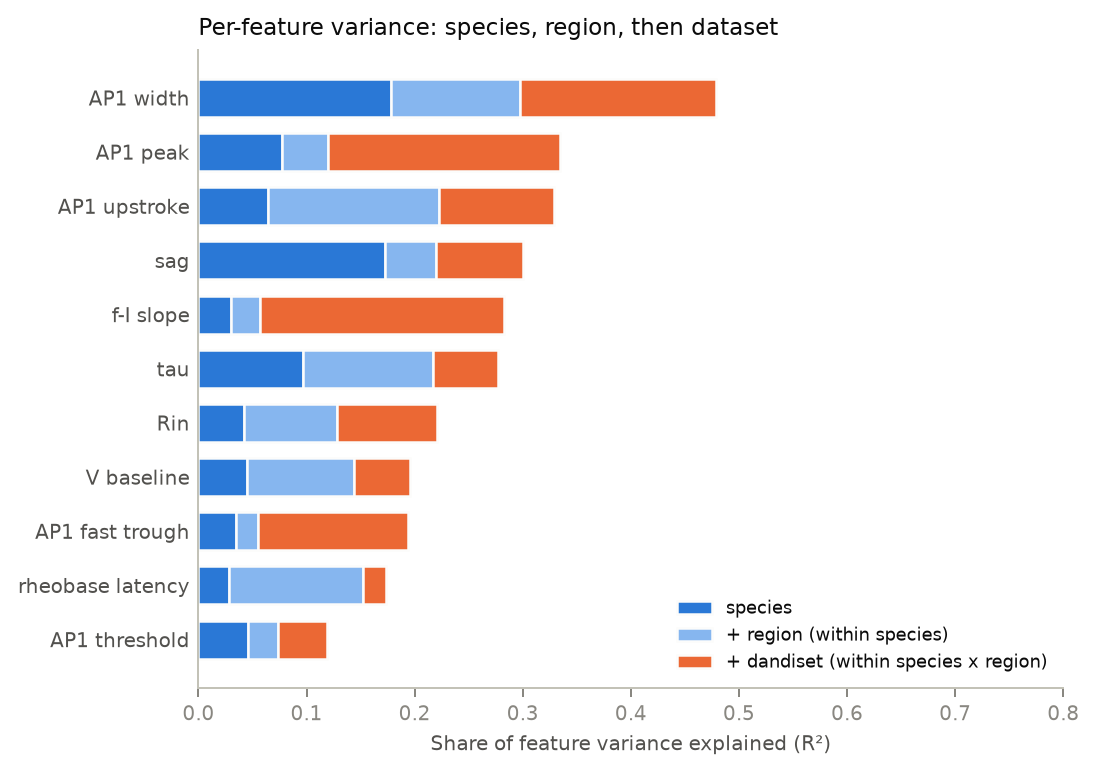 Per-feature variance: species, region, then dataset
AP1 width
AP1 peak
AP1 upstroke
sag
f-I slope
tau
Rin
V baseline
AP1 fast trough
rheobase latency
AP1 threshold
species
+ region (within species)
+ dandiset (within species x region)
0.0 0.1 0.2 0.3 0.4 0.5 0.6 0.7 0.8
Share of feature variance explained (R²)